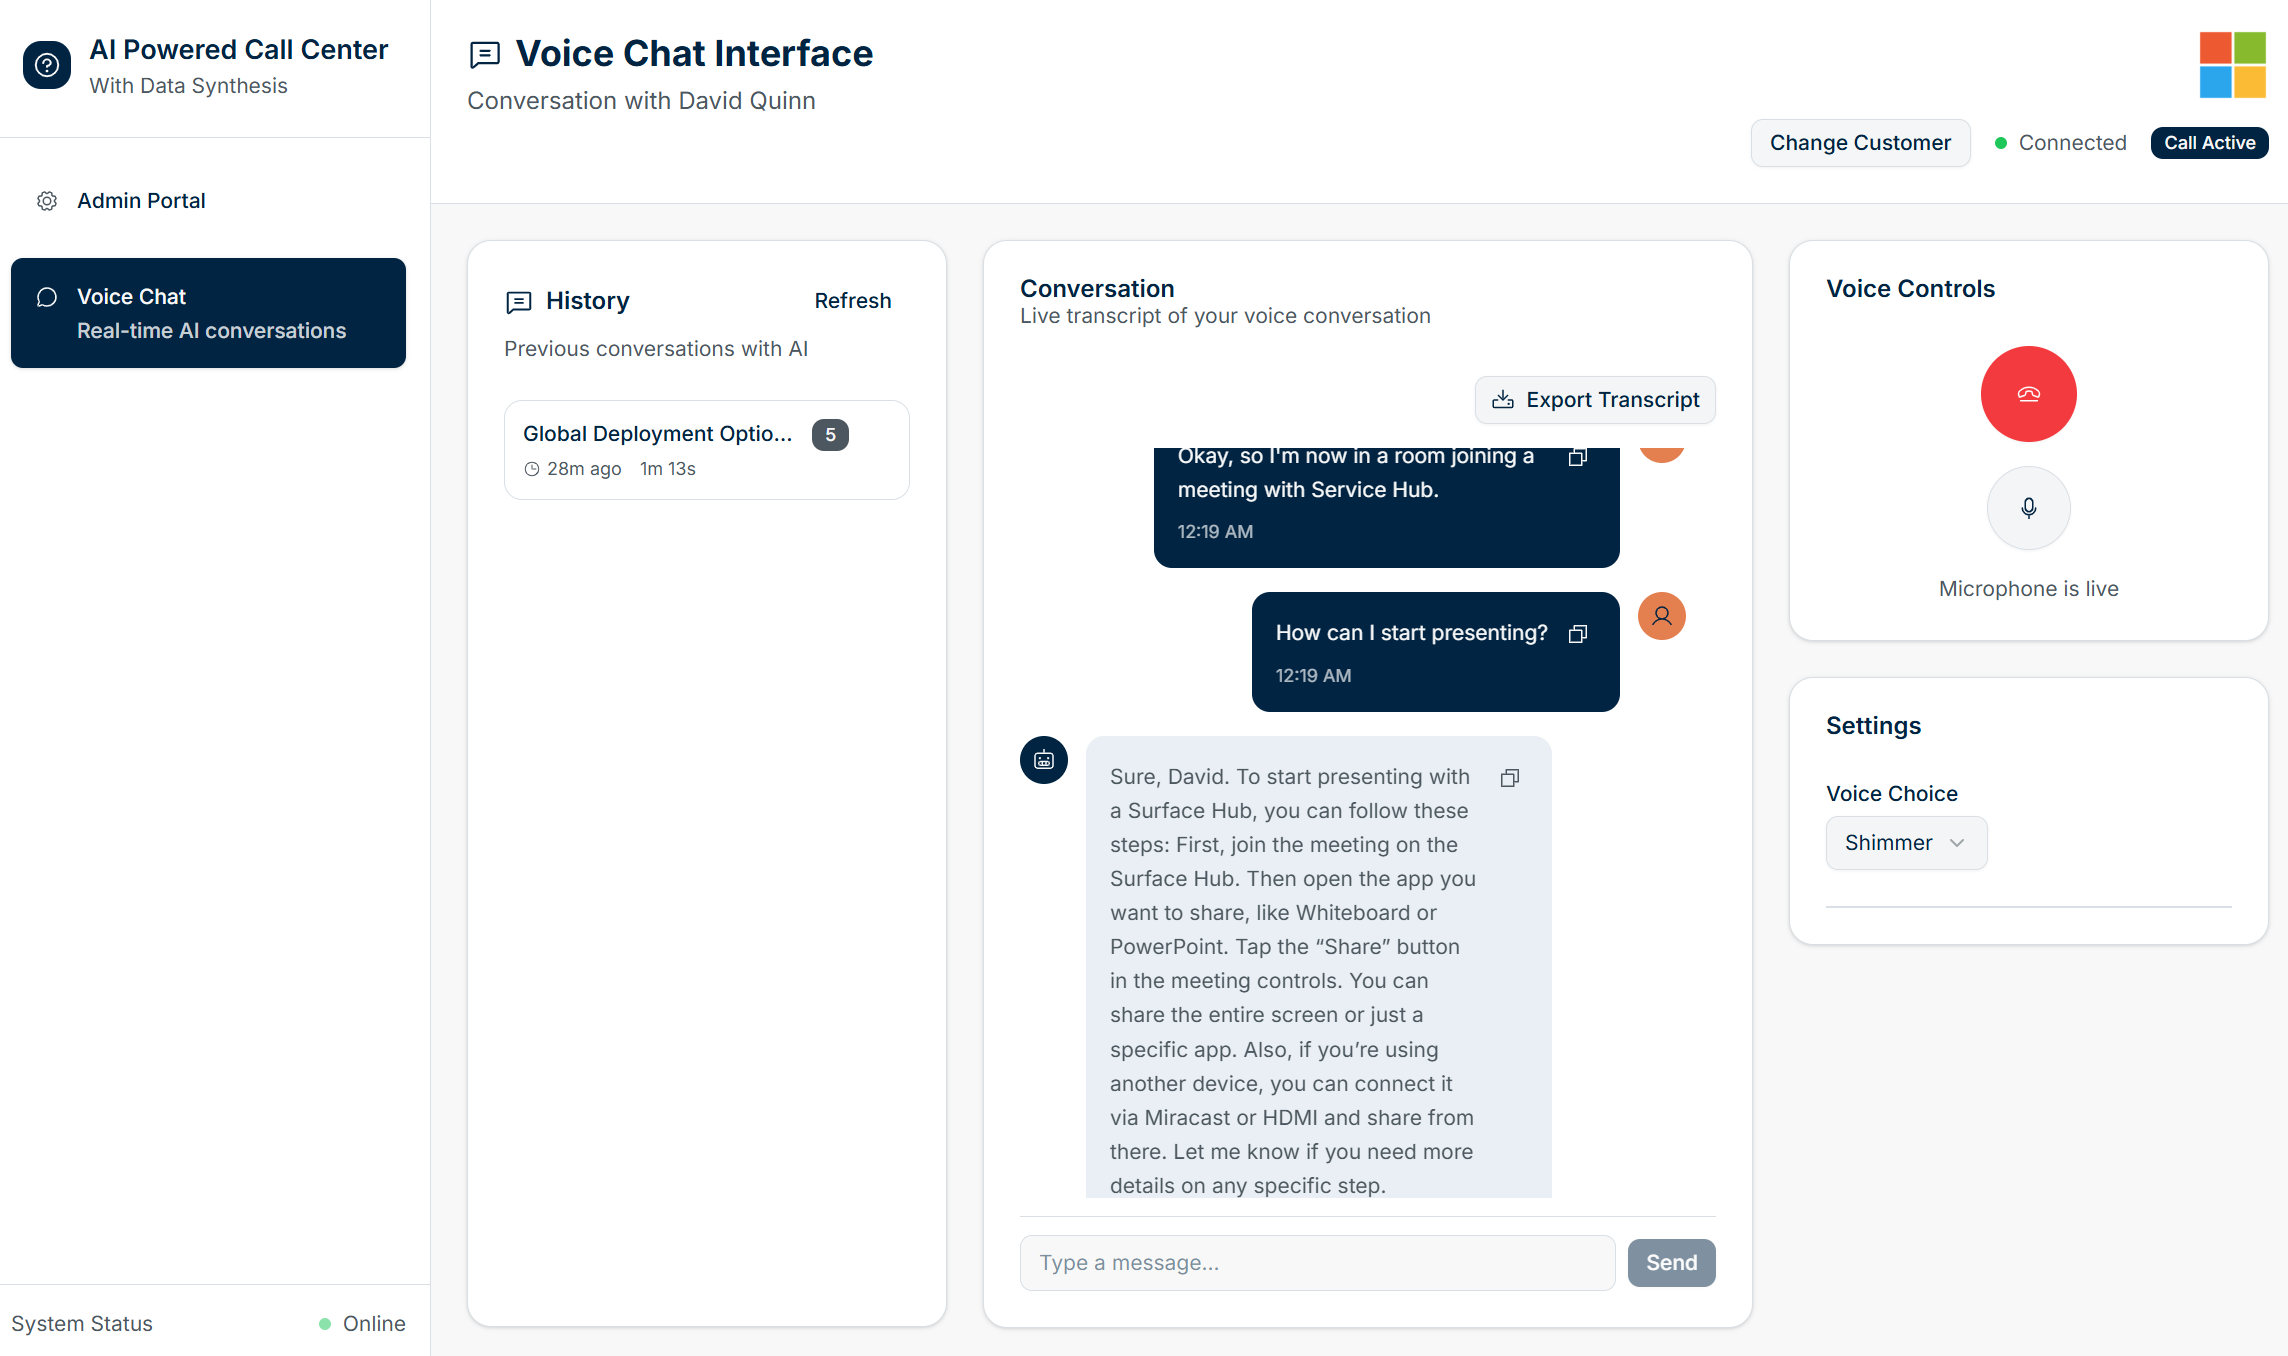 AI Powered Call Center
With Data Synthesis
Admin Portal
Voice Chat
Real-time AI conversations
System Status
Online
Voice Chat Interface
Conversation with David Quinn
Change Customer
Connected
Call Active
History
Refresh
Previous conversations with AI
Global Deployment Optio...
5
28m ago
1m 13s
Conversation
Live transcript of your voice conversation
Export Transcript
Okay, so I'm now in a room joining a
meeting with Service Hub.
12:19 AM
How can I start presenting?
12:19 AM
Sure, David. To start presenting with
a Surface Hub, you can follow these
steps: First, join the meeting on the
Surface Hub. Then open the app you
want to share, like Whiteboard or
PowerPoint. Tap the “Share” button
in the meeting controls. You can
share the entire screen or just a
specific app. Also, if you’re using
another device, you can connect it
via Miracast or HDMI and share from
there. Let me know if you need more
details on any specific step.
Type a message...
Send
Voice Controls
Microphone is live
Settings
Voice Choice
Shimmer